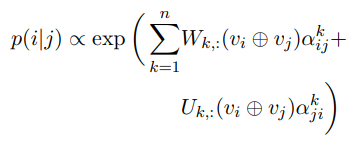 p(i|j) ∝ exp ( ∑_{k=1}^{n} W_{k,:}(v_i ⊕ v_j)α_{ij}^{k} +
U_{k,:}(v_i ⊕ v_j)α_{ji}^{k} )